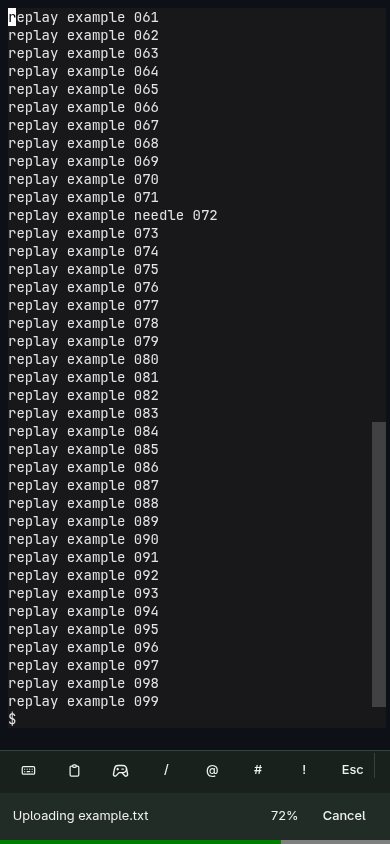 replay example 061
replay example 062
replay example 063
replay example 064
replay example 065
replay example 066
replay example 067
replay example 068
replay example 069
replay example 070
replay example 071
replay example needle 072
replay example 073
replay example 074
replay example 075
replay example 076
replay example 077
replay example 078
replay example 079
replay example 080
replay example 081
replay example 082
replay example 083
replay example 084
replay example 085
replay example 086
replay example 087
replay example 088
replay example 089
replay example 090
replay example 091
replay example 092
replay example 093
replay example 094
replay example 095
replay example 096
replay example 097
replay example 098
replay example 099
$
/ @ # ! Esc
Uploading example.txt 72% Cancel